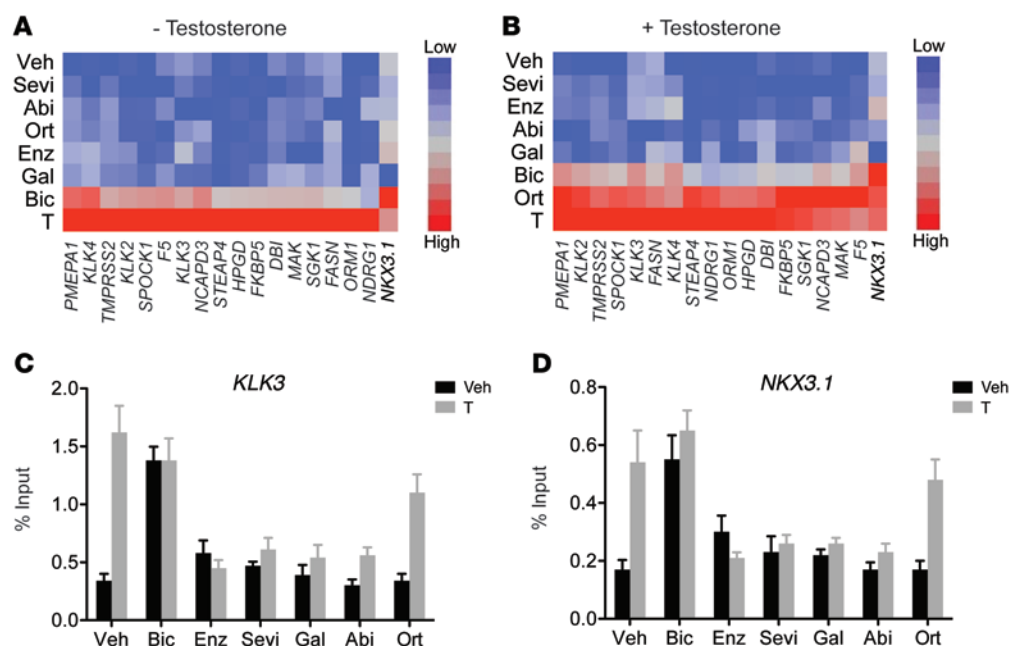 A
- Testosterone
Low
Veh
Sevi
Abi
Ort
Enz
Gal
Bic
T
High
PMEPA1
KLK4
TMPRSS2
KLK2
SPOCK1
F5
KLK3
NCAPD3
STEAP4
HPGD
FKBP5
DBI
MAK
SGK1
FASN
ORM1
NDRG1
NKX3.1
B
+ Testosterone
Low
Veh
Sevi
Enz
Abi
Gal
Bic
Ort
T
High
PMEPA1
KLK2
TMPRSS2
SPOCK1
KLK3
FASN
KLK4
STEAP4
NDRG1
ORM1
HPGD
DBI
FKBP5
SGK1
NCAPD3
MAK
F5
NKX3.1
C
KLK3
Veh
T
% Input
2.0
1.5
1.0
0.5
0.0
Veh Bic Enz Sevi Gal Abi Ort
D
NKX3.1
Veh
T
% Input
0.8
0.6
0.4
0.2
0.0
Veh Bic Enz Sevi Gal Abi Ort